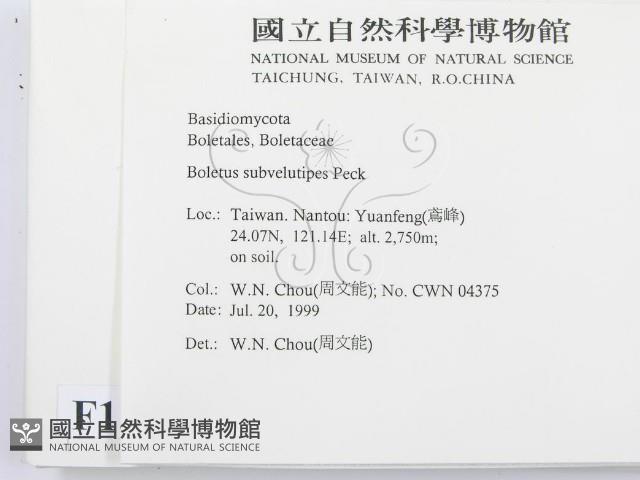 國立自然科學博物館
NATIONAL MUSEUM OF NATURAL SCIENCE
TAICHUNG, TAIWAN, R.O.CHINA
Basidiomycota
Boletales, Boletaceae
Boletus subvelutipes Peck
Loc.: Taiwan. Nantou: Yuanfeng(鳶峰)
24.07N, 121.14E; alt. 2,750m;
on soil.
Col.: W.N. Chou(周文能); No. CWN 04375
Date: Jul. 20, 1999
Det.: W.N. Chou(周文能)
F1
國立自然科學博物館
NATIONAL MUSEUM OF NATURAL SCIENCE